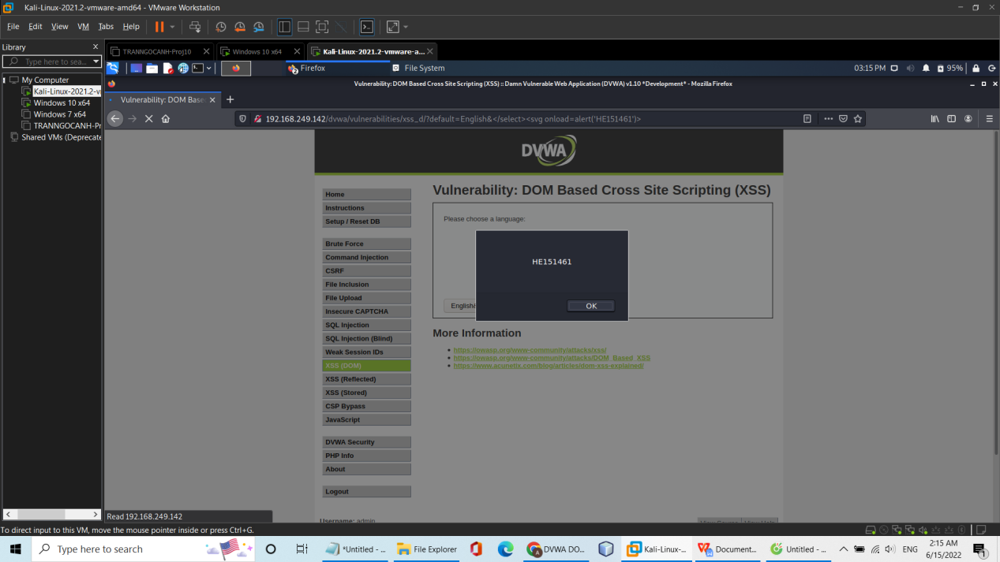 Kali-Linux-2021.2-vmware-amd64 - VMware Workstation
File Edit View VM Tabs Help
Library
Type here to sea...
My Computer
Kali-Linux-2021.2-v
Windows 10 x64
Windows 7 x64
TRANNGOCANH-Pr
Shared VMs (Deprecate
TRANNGOCANH-Proj10
Windows 10 x64
Kali-Linux-2021.2-vmware-a...
Firefox
File System
03:15 PM
95%
Vulnerability: DOM Based Cross Site Scripting (XSS) :: Damn Vulnerable Web Application (DVWA) v1.10 *Development* - Mozilla Firefox
Vulnerability: DOM Base
192.168.249.142/dvwa/vulnerabilities/xss_d/?default=English&</select><svg onload=alert('HE151461')>
DVWA
Home
Instructions
Setup / Reset DB
Brute Force
Command Injection
CSRF
File Inclusion
File Upload
Insecure CAPTCHA
SQL Injection
SQL Injection (Blind)
Weak Session IDs
XSS (DOM)
XSS (Reflected)
XSS (Stored)
CSP Bypass
JavaScript
DVWA Security
PHP Info
About
Logout
Vulnerability: DOM Based Cross Site Scripting (XSS)
Please choose a language:
HE151461
OK
English&
More Information
https://owasp.org/www-community/attacks/xss/
https://owasp.org/www-community/attacks/DOM_Based_XSS
https://www.acunetix.com/blog/articles/dom-xss-explained/
Username: admin
View Source View Help
Read 192.168.249.142
To direct input to this VM, move the mouse pointer inside or press Ctrl+G.
Type here to search
*Untitled - ...
File Explorer
DVWA DO...
Kali-Linux-...
Document...
Untitled - ...
ENG
2:15 AM
6/15/2022